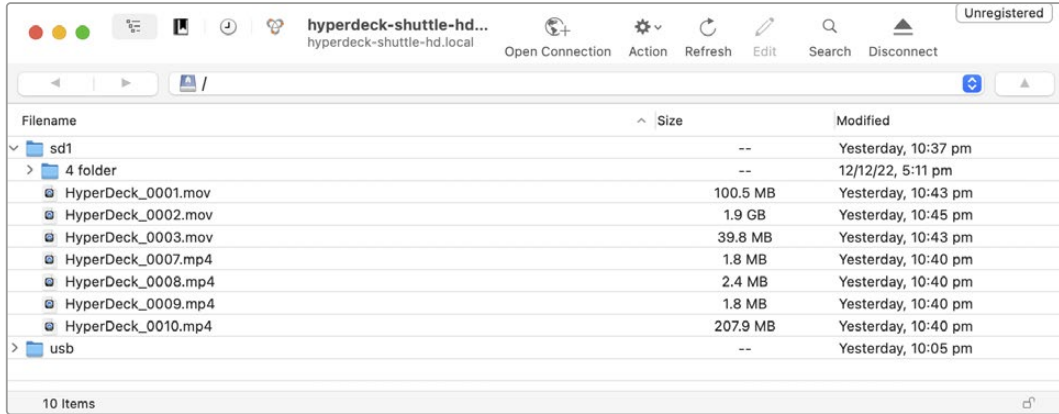 Unregistered
hyperdeck-shuttle-hd...
hyperdeck-shuttle-hd.local
Open Connection Action Refresh Edit Search Disconnect
/
Filename Size Modified
sd1 -- Yesterday, 10:37 pm
4 folder -- 12/12/22, 5:11 pm
HyperDeck_0001.mov 100.5 MB Yesterday, 10:43 pm
HyperDeck_0002.mov 1.9 GB Yesterday, 10:45 pm
HyperDeck_0003.mov 39.8 MB Yesterday, 10:43 pm
HyperDeck_0007.mp4 1.8 MB Yesterday, 10:40 pm
HyperDeck_0008.mp4 2.4 MB Yesterday, 10:40 pm
HyperDeck_0009.mp4 1.8 MB Yesterday, 10:40 pm
HyperDeck_0010.mp4 207.9 MB Yesterday, 10:40 pm
usb -- Yesterday, 10:05 pm
10 Items